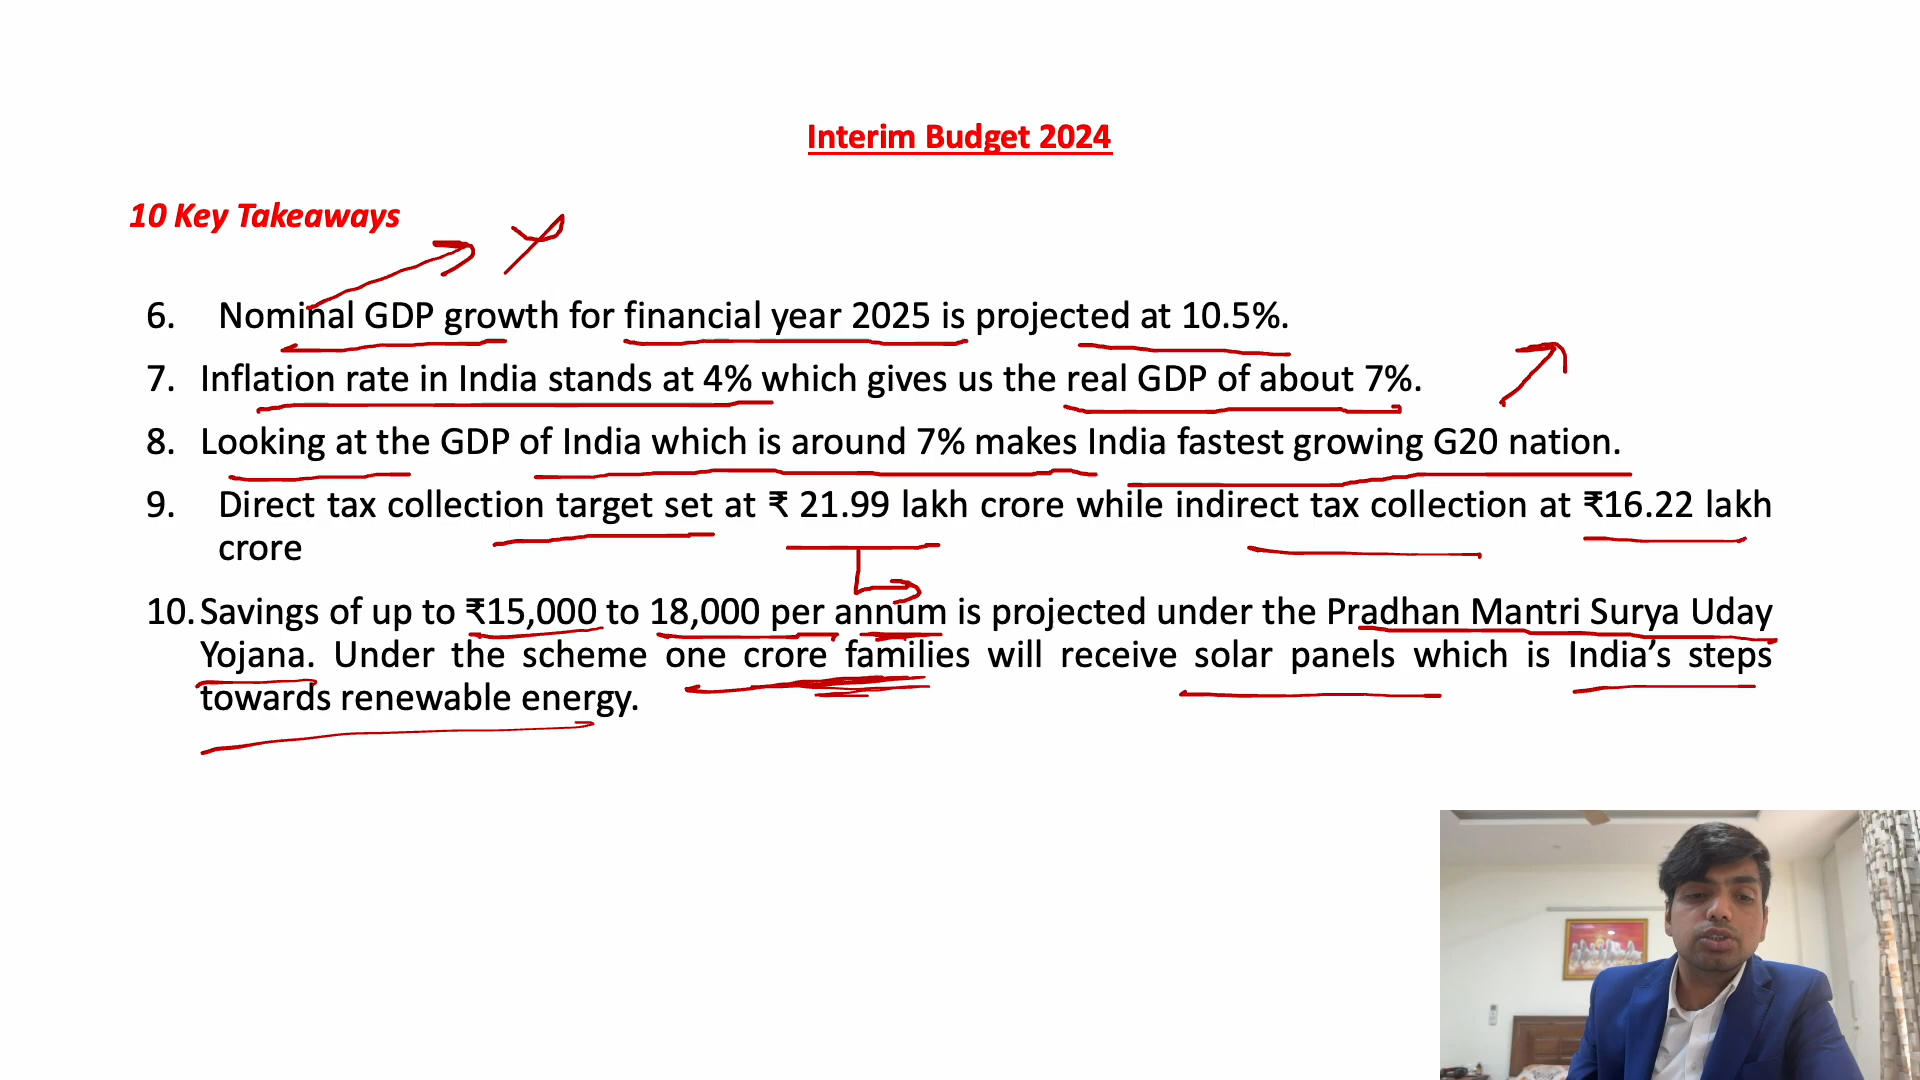 Interim Budget 2024
10 Key Takeaways
6. Nominal GDP growth for financial year 2025 is projected at 10.5%.
7. Inflation rate in India stands at 4% which gives us the real GDP of about 7%.
8. Looking at the GDP of India which is around 7% makes India fastest growing G20 nation.
9. Direct tax collection target set at ₹ 21.99 lakh crore while indirect tax collection at ₹16.22 lakh
crore
10. Savings of up to ₹15,000 to 18,000 per annum is projected under the Pradhan Mantri Surya Uday
Yojana. Under the scheme one crore families will receive solar panels which is India’s steps
towards renewable energy.